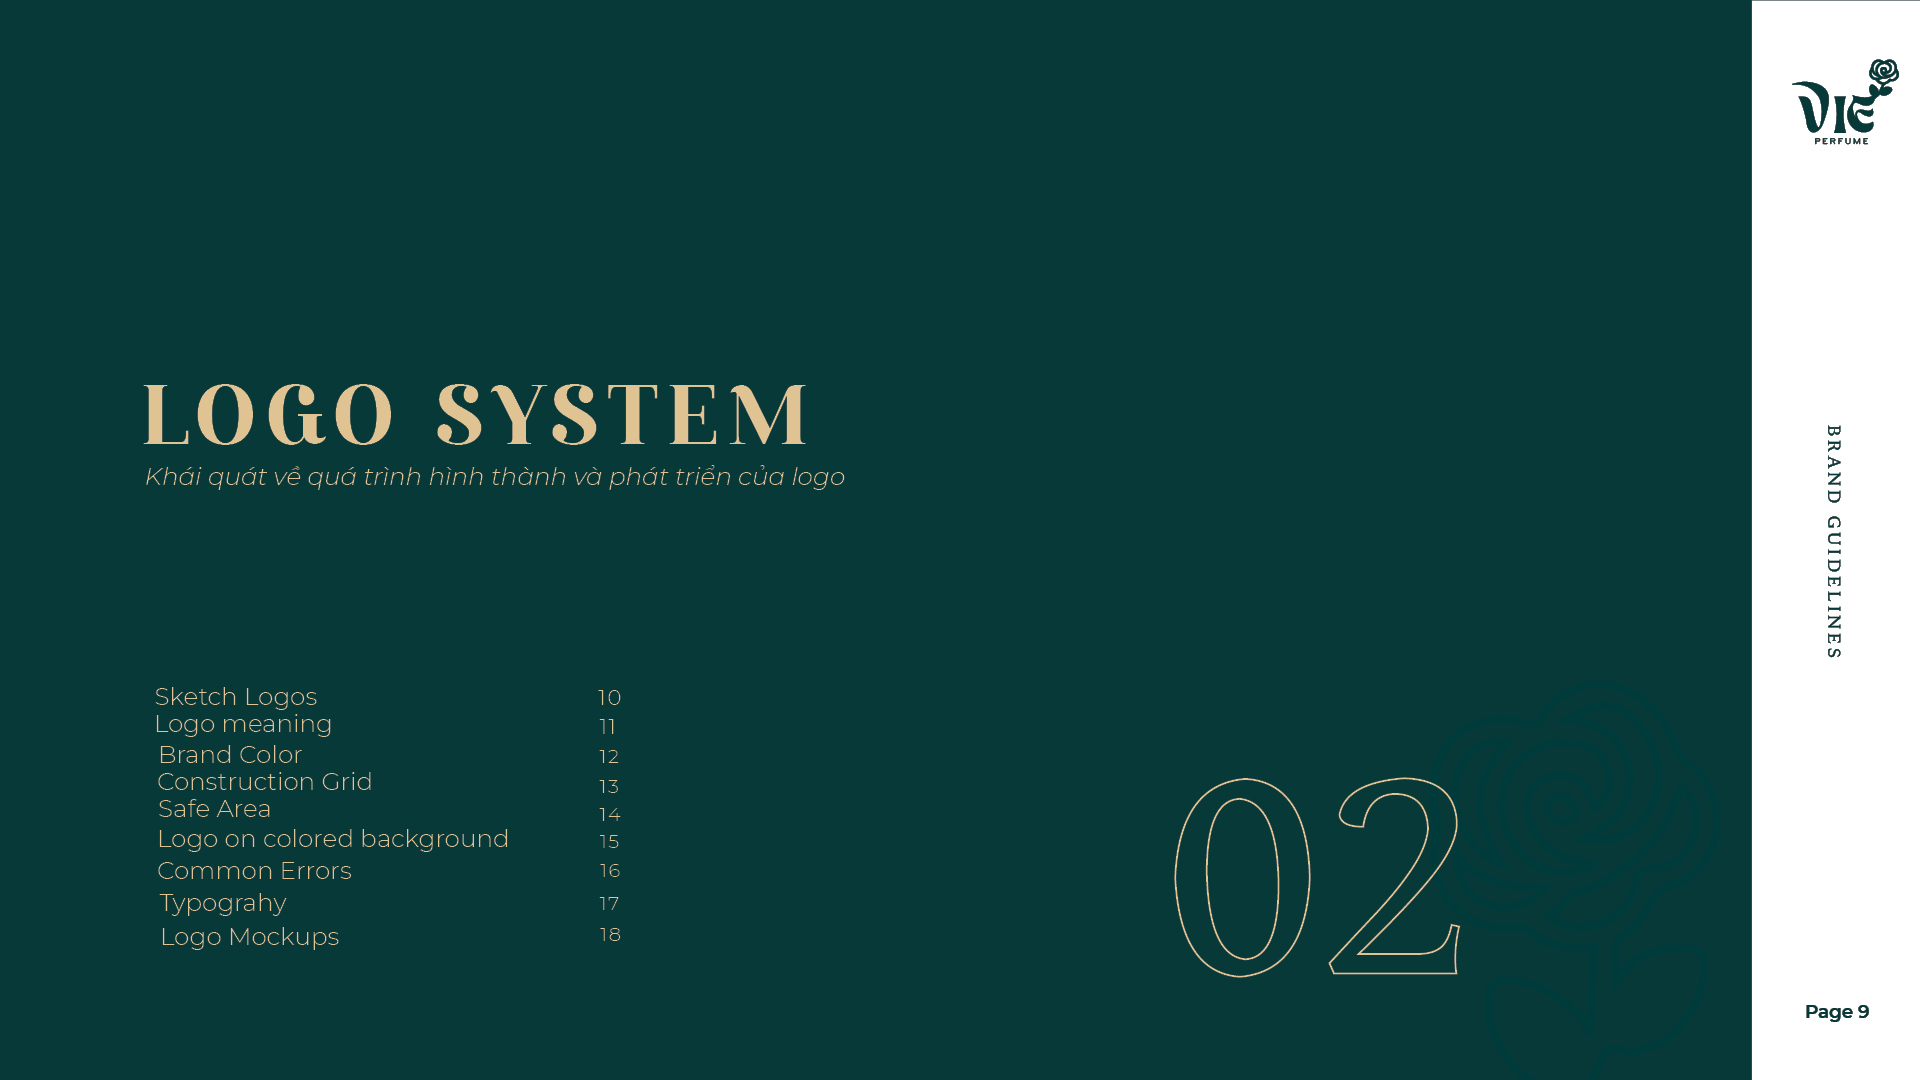 VIE
PERFUME
LOGO SYSTEM
Khái quát về quá trình hình thành và phát triển của logo
BRAND GUIDELINES
Sketch Logos 10
Logo meaning 11
Brand Color 12
Construction Grid 13
Safe Area 14
Logo on colored background 15
Common Errors 16
Typograhy 17
Logo Mockups 18
02
Page 9